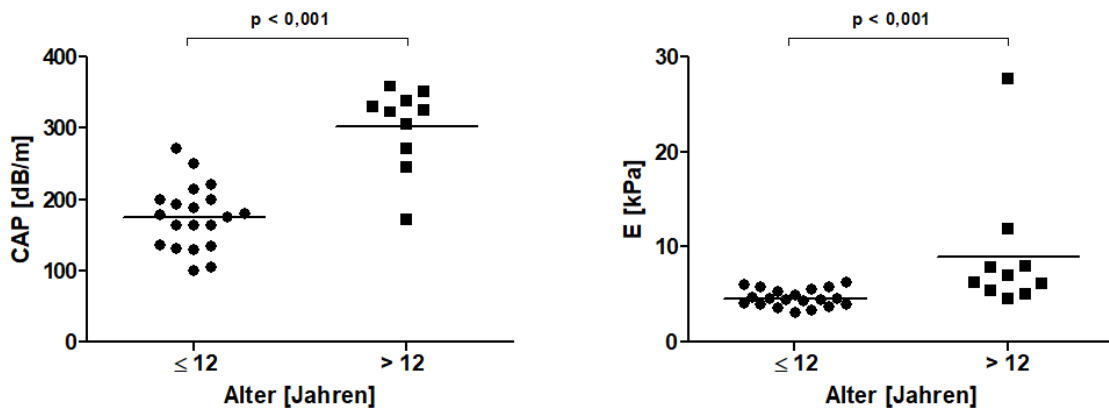 p < 0,001
400
300
200
100
0
CAP [dB/m]
≤ 12
> 12
Alter [Jahren]
p < 0,001
30
20
10
0
E [kPa]
≤ 12
> 12
Alter [Jahren]